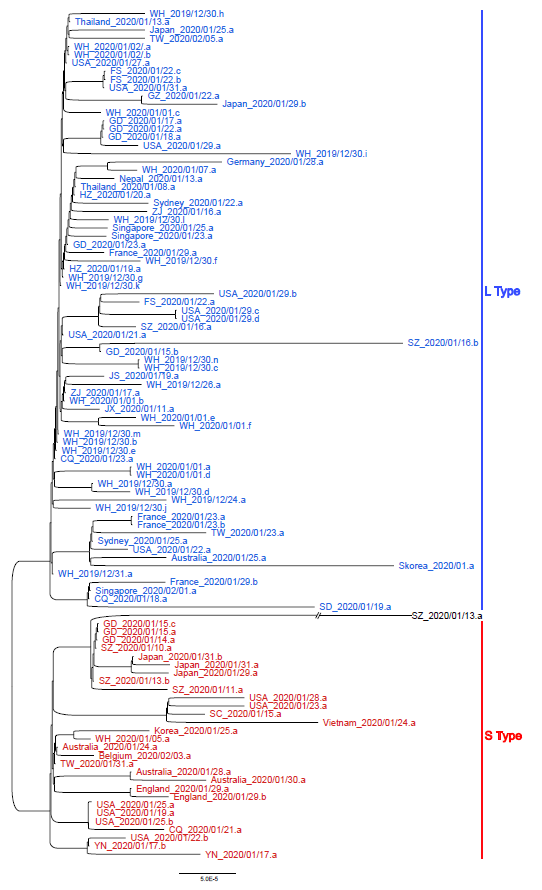 WH_2019/12/30.h
Thailand_2020/01/13.a
Japan_2020/01/25.a
TW_2020/02/05.a
WH_2020/01/02/.a
WH_2020/01/02/.b
USA_2020/01/27.a
FS_2020/01/22.c
FS_2020/01/22.b
USA_2020/01/31.a
GZ_2020/01/22.a
Japan_2020/01/29.b
WH_2020/01/01.c
GD_2020/01/17.a
GD_2020/01/22.a
GD_2020/01/18.a
USA_2020/01/29.a
WH_2019/12/30.i
Germany_2020/01/28.a
WH_2020/01/07.a
Nepal_2020/01/13.a
Thailand_2020/01/08.a
HZ_2020/01/20.a
Sydney_2020/01/22.a
ZJ_2020/01/16.a
WH_2019/12/30.l
Singapore_2020/01/25.a
Singapore_2020/01/23.a
GD_2020/01/23.a
France_2020/01/29.a
WH_2019/12/30.f
HZ_2020/01/19.a
WH_2019/12/30.g
WH_2019/12/30.k
L Type
USA_2020/01/29.b
FS_2020/01/22.a
USA_2020/01/29.c
USA_2020/01/29.d
SZ_2020/01/16.a
USA_2020/01/21.a
SZ_2020/01/16.b
GD_2020/01/15.b
WH_2019/12/30.n
WH_2019/12/30.c
JS_2020/01/19.a
WH_2019/12/26.a
ZJ_2020/01/17.a
WH_2020/01/01.b
JX_2020/01/11.a
WH_2020/01/01.e
WH_2020/01/01.f
WH_2019/12/30.m
WH_2019/12/30.b
WH_2019/12/30.e
CQ_2020/01/23.a
WH_2020/01/01.a
WH_2020/01/01.d
WH_2019/12/30.a
WH_2019/12/30.d
WH_2019/12/24.a
WH_2019/12/30.j
France_2020/01/23.a
France_2020/01/23.b
TW_2020/01/23.a
Sydney_2020/01/25.a
USA_2020/01/22.a
Australia_2020/01/25.a
Skorea_2020/01.a
WH_2019/12/31.a
France_2020/01/29.b
Singapore_2020/02/01.a
CQ_2020/01/18.a
SD_2020/01/19.a
SZ_2020/01/13.a
GD_2020/01/15.c
GD_2020/01/15.a
GD_2020/01/14.a
SZ_2020/01/10.a
Japan_2020/01/31.b
Japan_2020/01/31.a
Japan_2020/01/29.a
SZ_2020/01/13.b
SZ_2020/01/11.a
USA_2020/01/28.a
USA_2020/01/23.a
SC_2020/01/15.a
Vietnam_2020/01/24.a
Korea_2020/01/25.a
WH_2020/01/05.a
S Type
Australia_2020/01/24.a
Belgium_2020/02/03.a
TW_2020/01/31.a
Australia_2020/01/28.a
Australia_2020/01/30.a
England_2020/01/29.a
England_2020/01/29.b
USA_2020/01/25.a
USA_2020/01/19.a
USA_2020/01/25.b
CQ_2020/01/21.a
USA_2020/01/22.b
YN_2020/01/17.b
YN_2020/01/17.a
5.0E-5